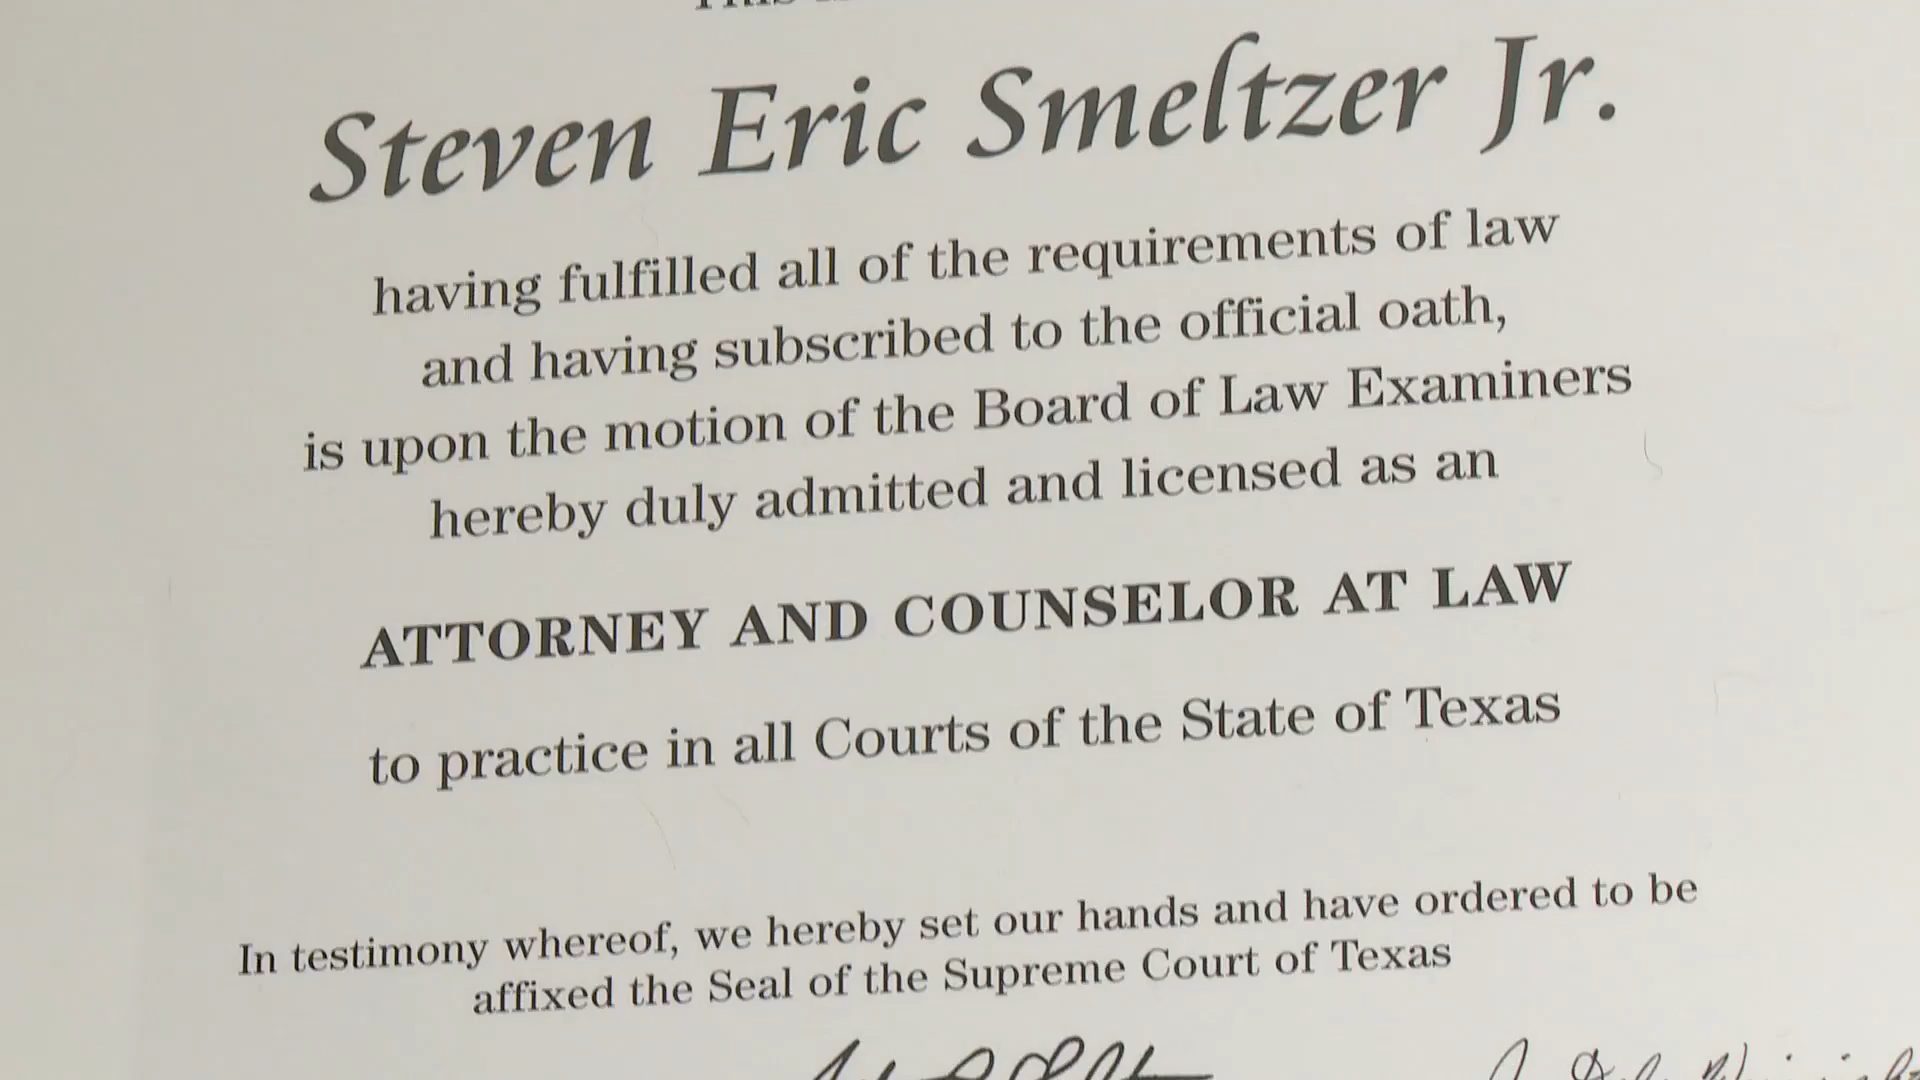 Steven Eric Smeltzer Jr.
having fulfilled all of the requirements of law
and having subscribed to the official oath,
is upon the motion of the Board of Law Examiners
hereby duly admitted and licensed as an
ATTORNEY AND COUNSELOR AT LAW
to practice in all Courts of the State of Texas
In testimony whereof, we hereby set our hands and have ordered to be
affixed the Seal of the Supreme Court of Texas